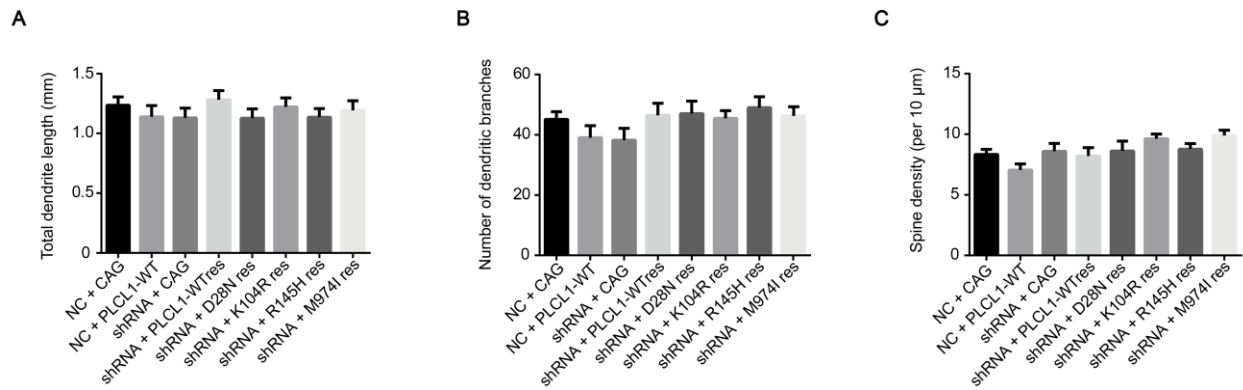 A
Total dendrite length (mm)
1.5
1.0
0.5
0
NC + CAG
NC + PLCL1-WT
shRNA + CAG
shRNA + PLCL1-WTres
shRNA + D28N res
shRNA + K104R res
shRNA + R145H res
shRNA + M974I res
B
Number of dendritic branches
60
40
20
0
NC + CAG
NC + PLCL1-WT
shRNA + CAG
shRNA + PLCL1-WTres
shRNA + D28N res
shRNA + K104R res
shRNA + R145H res
shRNA + M974I res
C
Spine density (per 10 μm)
15
10
5
0
NC + CAG
NC + PLCL1-WT
shRNA + CAG
shRNA + PLCL1-WTres
shRNA + D28N res
shRNA + K104R res
shRNA + R145H res
shRNA + M974I res